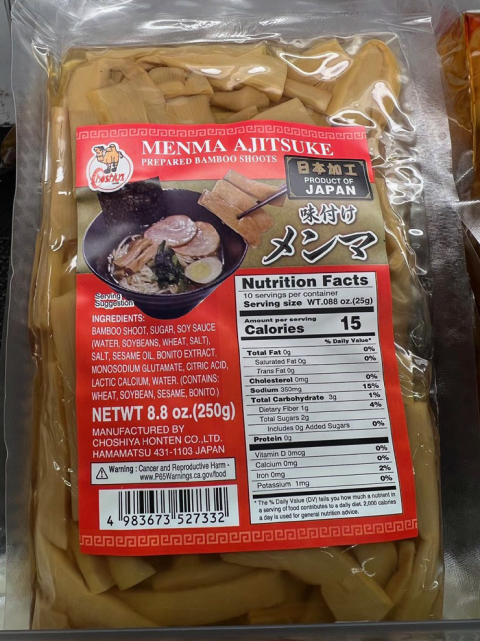 MENMA AJITSUKE
PREPARED BAMBOO SHOOTS
Choshiya
日本加工
PRODUCT OF
JAPAN
味付け
メンマ
Serving
Suggestion
INGREDIENTS:
BAMBOO SHOOT, SUGAR, SOY SAUCE
(WATER, SOYBEANS, WHEAT, SALT),
SALT, SESAME OIL, BONITO EXTRACT,
MONOSODIUM GLUTAMATE, CITRIC ACID,
LACTIC CALCIUM, WATER. (CONTAINS:
WHEAT, SOYBEAN, SESAME, BONITO)
NETWT 8.8 oz.(250g)
MANUFACTURED BY
CHOSHIYA HONTEN CO.,LTD.
HAMAMATSU 431-1103 JAPAN
Warning : Cancer and Reproductive Harm -
www.P65Warnings.ca.gov/food
4 983673 527332
Nutrition Facts
10 servings per container
Serving size WT.088 oz.(25g)
Amount per serving
Calories 15
% Daily Value*
Total Fat 0g 0%
Saturated Fat 0g 0%
Trans Fat 0g
Cholesterol 0mg 0%
Sodium 350mg 15%
Total Carbohydrate 3g 1%
Dietary Fiber 1g 4%
Total Sugars 2g
Includes 0g Added Sugars 0%
Protein 0g
Vitamin D 0mcg 0%
Calcium 0mg 0%
Iron 0mg 2%
Potassium 1mg 0%
* The % Daily Value (DV) tells you how much a nutrient in
a serving of food contributes to a daily diet. 2,000 calories
a day is used for general nutrition advice.